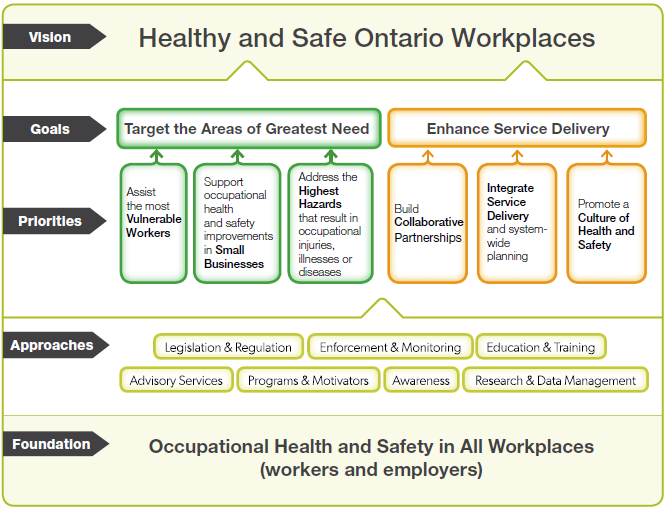 Vision
Healthy and Safe Ontario Workplaces
Goals
Target the Areas of Greatest Need
Enhance Service Delivery
Priorities
Assist
the most
Vulnerable
Workers
Support
occupational
health
and safety
improvements
in Small
Businesses
Address the
Highest
Hazards
that result in
occupational
injuries,
illnesses or
diseases
Build
Collaborative
Partnerships
Integrate
Service
Delivery
and system-
wide
planning
Promote a
Culture of
Health and
Safety
Approaches
Legislation & Regulation
Enforcement & Monitoring
Education & Training
Advisory Services
Programs & Motivators
Awareness
Research & Data Management
Foundation
Occupational Health and Safety in All Workplaces
(workers and employers)